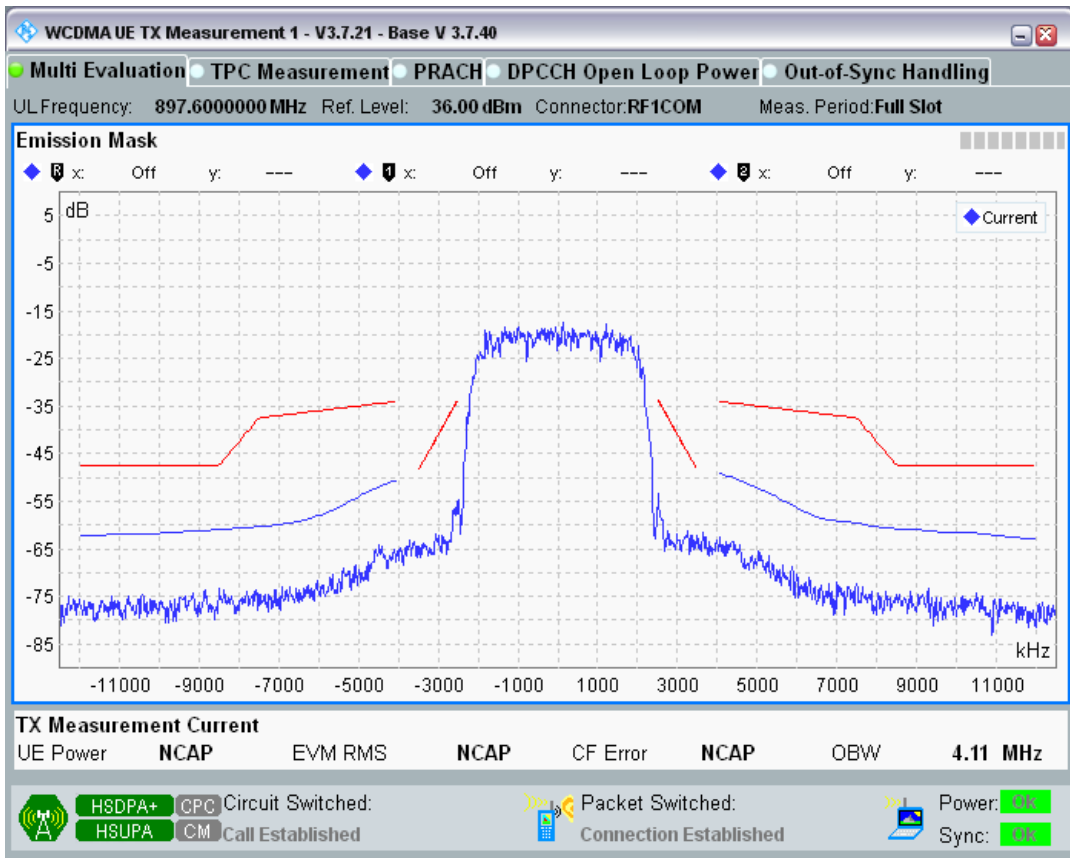 WCDMA UE TX Measurement 1 - V3.7.21 - Base V 3.7.40
Multi Evaluation TPC Measurement PRACH DPCCH Open Loop Power Out-of-Sync Handling
UL Frequency: 897.6000000 MHz Ref. Level: 36.00 dBm Connector: RF1COM Meas. Period: Full Slot
Emission Mask
R x: Off y: --- 1 x: Off y: --- 2 x: Off y: ---
dB
Current
5
-5
-15
-25
-35
-45
-55
-65
-75
-85
kHz
-11000 -9000 -7000 -5000 -3000 -1000 1000 3000 5000 7000 9000 11000
TX Measurement Current
UE Power NCAP EVM RMS NCAP CF Error NCAP OBW 4.11 MHz
HSDPA+ CPC Circuit Switched: Packet Switched: Power: Ok
HSUPA CM Call Established Connection Established Sync: Ok